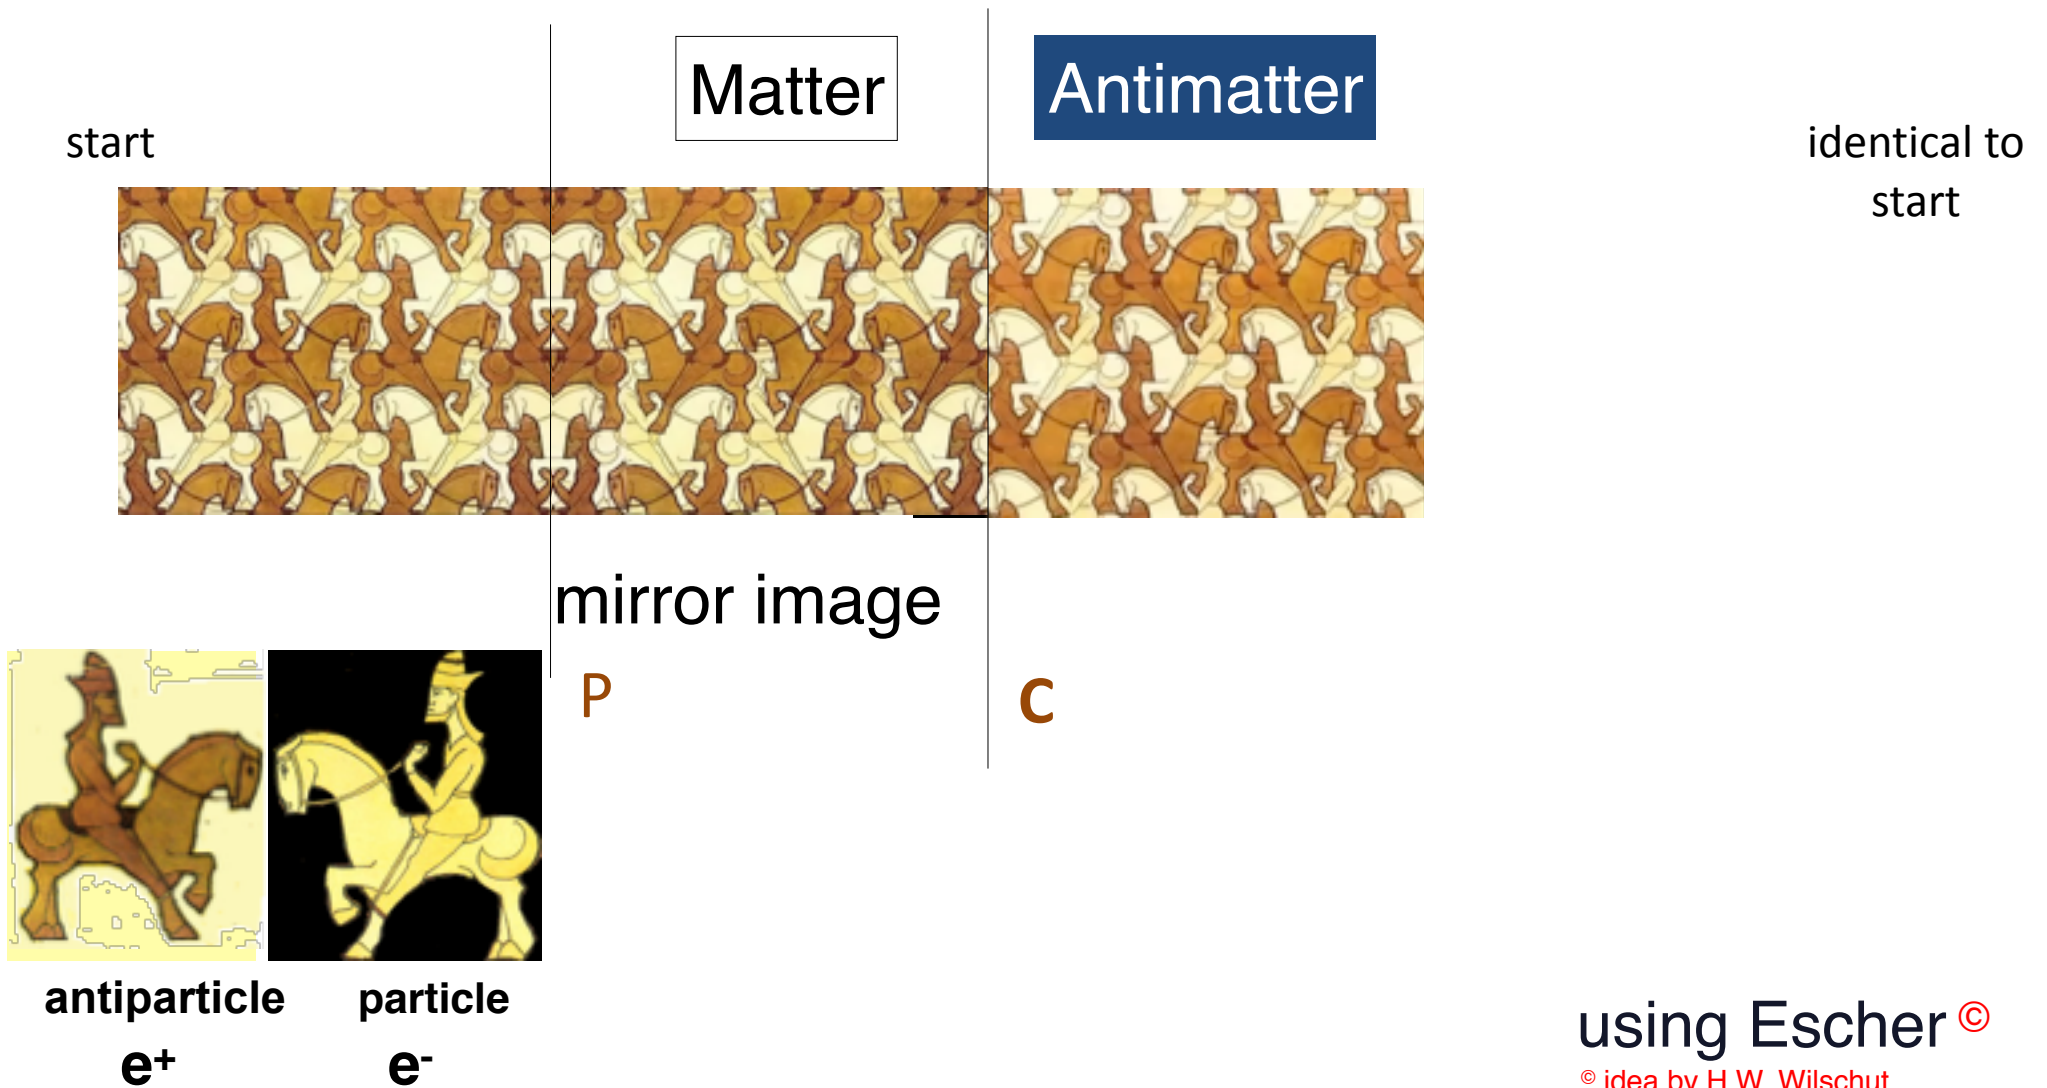 Matter
Antimatter
start
identical to
start
mirror image
P
C
antiparticle
particle
e+
e-
using Escher ©
© idea by H.W. Wilschut